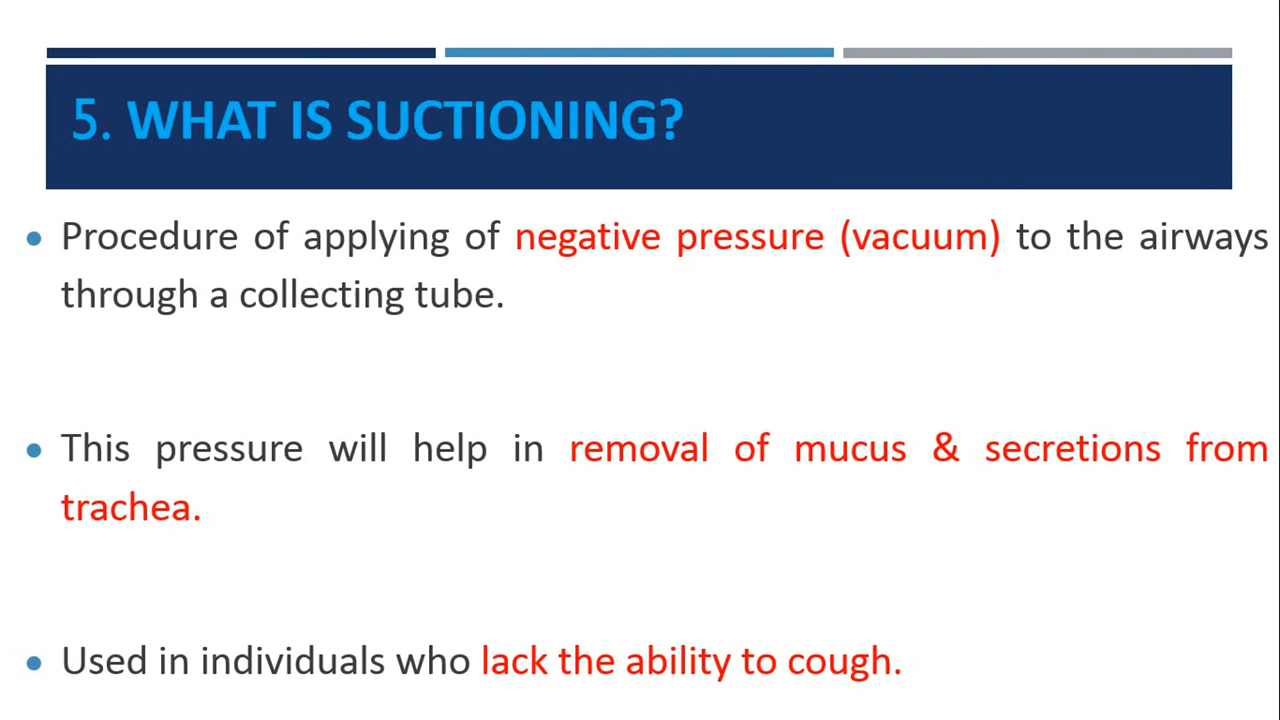 5. WHAT IS SUCTIONING?
• Procedure of applying of negative pressure (vacuum) to the airways
through a collecting tube.
• This pressure will help in removal of mucus & secretions from
trachea.
• Used in individuals who lack the ability to cough.